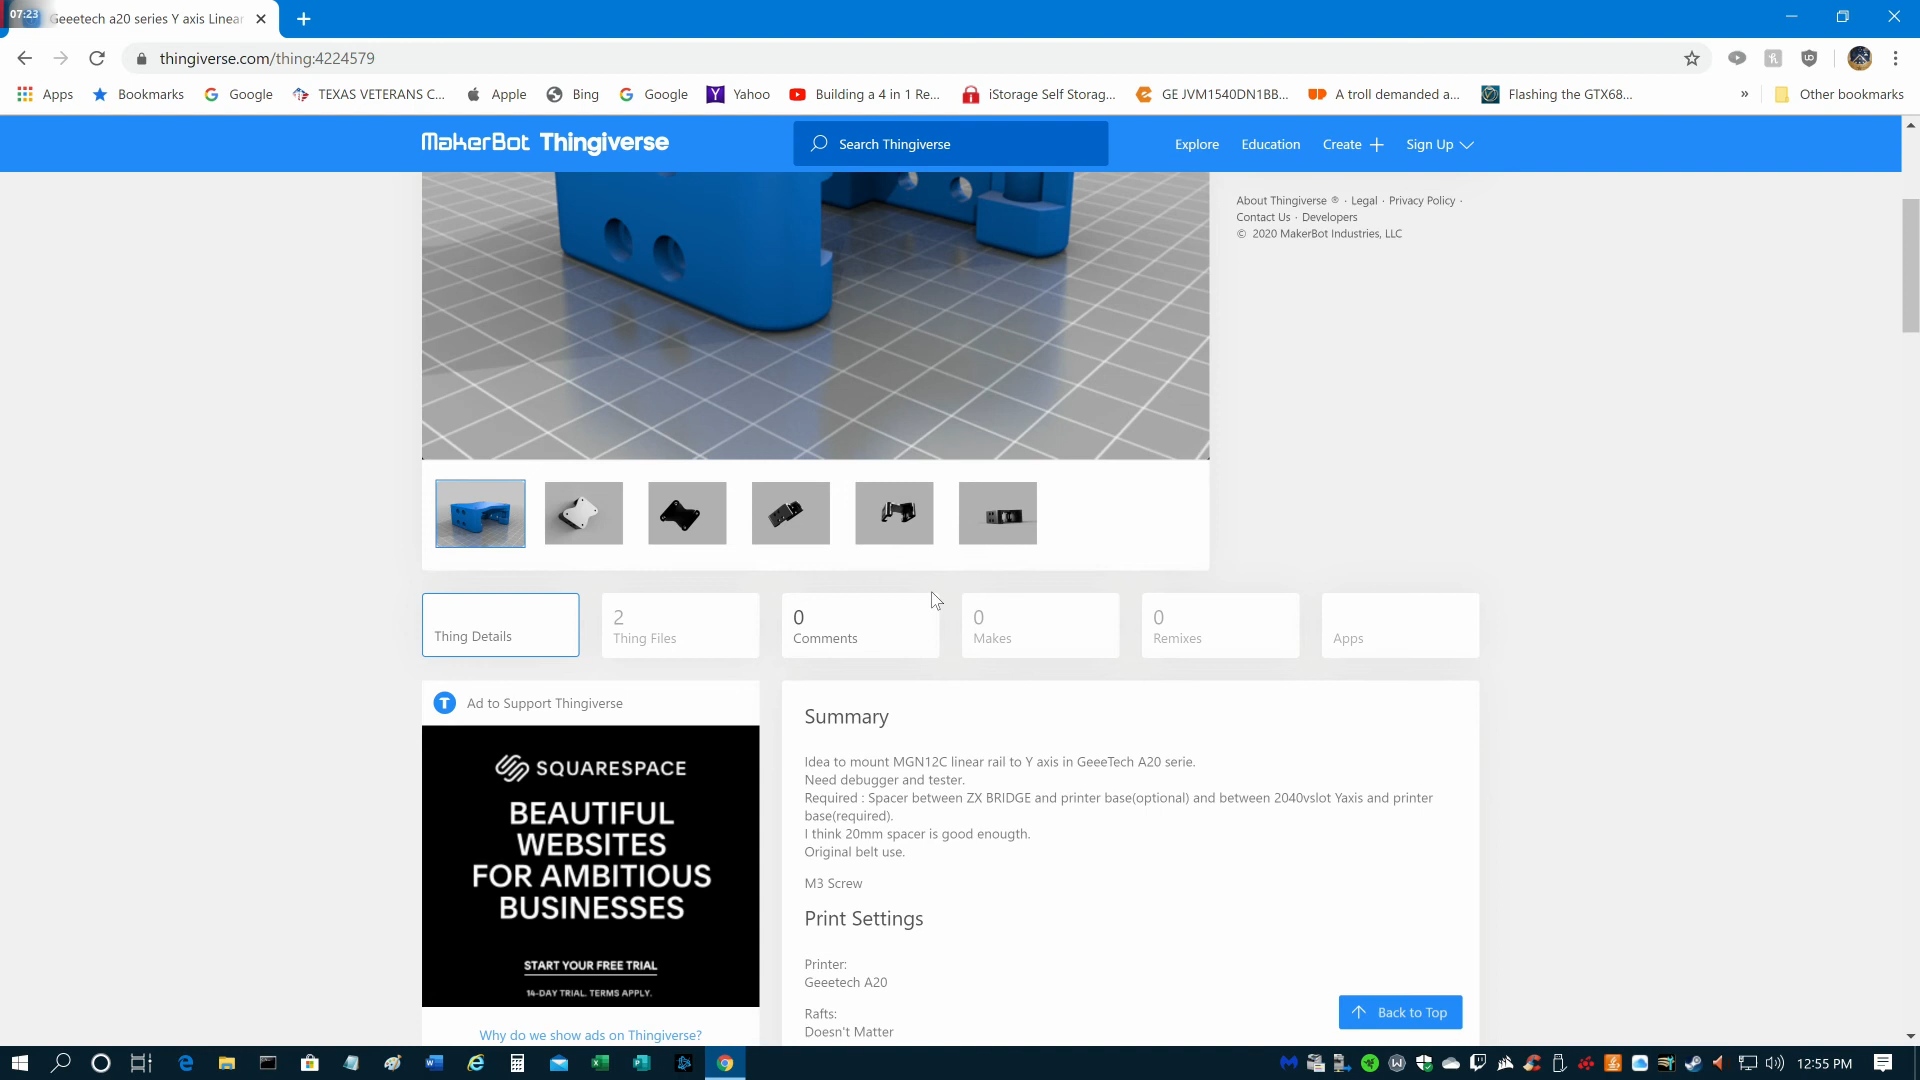 07:23
Geeetech a20 series Y axis Linear
thingiverse.com/thing:4224579
Apps
Bookmarks
Google
TEXAS VETERANS C...
Apple
Bing
Google
Yahoo
Building a 4 in 1 Re...
iStorage Self Storag...
GE JVM1540DN1BB...
A troll demanded a...
Flashing the GTX68...
»
Other bookmarks
MakerBot Thingiverse
Search Thingiverse
Explore
Education
Create
Sign Up
About Thingiverse ® · Legal · Privacy Policy ·
Contact Us · Developers
© 2020 MakerBot Industries, LLC
Thing Details
2
Thing Files
0
Comments
0
Makes
0
Remixes
Apps
Ad to Support Thingiverse
SQUARESPACE
BEAUTIFUL
WEBSITES
FOR AMBITIOUS
BUSINESSES
START YOUR FREE TRIAL
14-DAY TRIAL. TERMS APPLY.
Why do we show ads on Thingiverse?
Summary
Idea to mount MGN12C linear rail to Y axis in GeeeTech A20 serie.
Need debugger and tester.
Required : Spacer between ZX BRIDGE and printer base(optional) and between 2040vslot Yaxis and printer
base(required).
I think 20mm spacer is good enougth.
Original belt use.
M3 Screw
Print Settings
Printer:
Geeetech A20
Rafts:
Doesn't Matter
Back to Top
12:55 PM